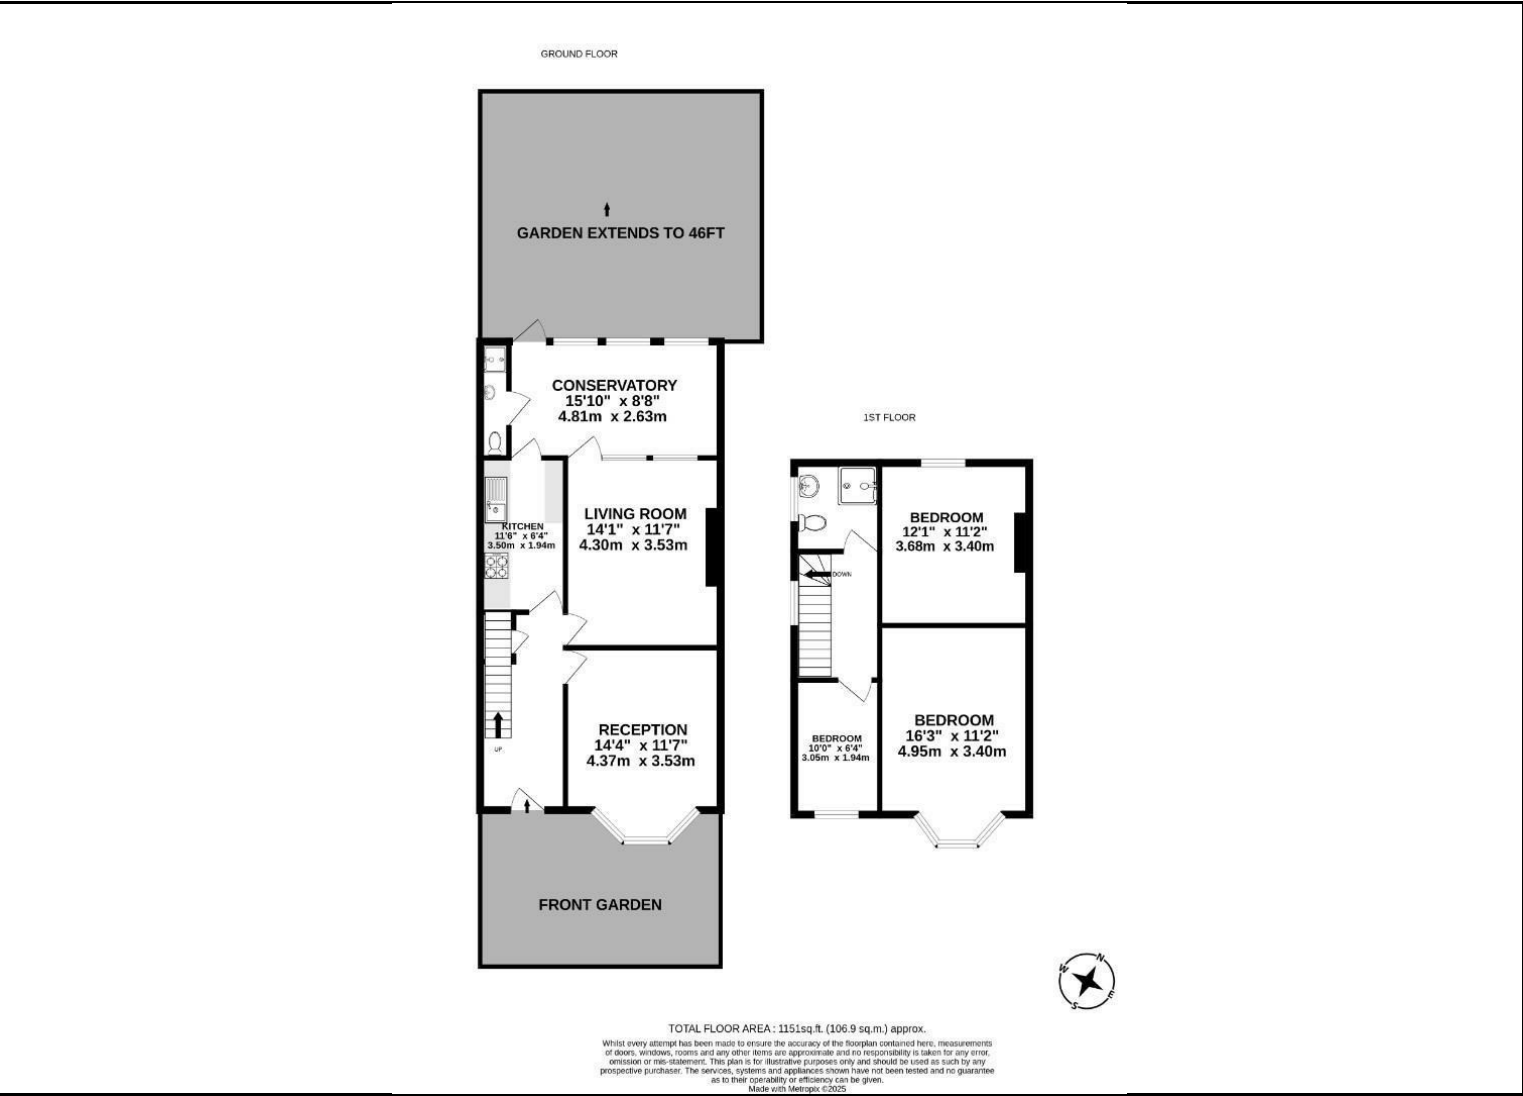 GROUND FLOOR
GARDEN EXTENDS TO 46FT
CONSERVATORY
15'10" x 8'8"
4.81m x 2.63m
LIVING ROOM
14'1" x 11'7"
4.30m x 3.53m
KITCHEN
11'6" x 6'4"
3.50m x 1.94m
RECEPTION
14'4" x 11'7"
4.37m x 3.53m
UP
FRONT GARDEN
1ST FLOOR
BEDROOM
12'1" x 11'2"
3.68m x 3.40m
DOWN
BEDROOM
16'3" x 11'2"
4.95m x 3.40m
BEDROOM
10'0" x 6'4"
3.05m x 1.94m
N
W
E
S
TOTAL FLOOR AREA : 1151sq.ft. (106.9 sq.m.) approx.
Whilst every attempt has been made to ensure the accuracy of the floorplan contained here, measurements
of doors, windows, rooms and any other items are approximate and no responsibility is taken for any error,
omission or mis-statement. This plan is for illustrative purposes only and should be used as such by any
prospective purchaser. The services, systems and appliances shown have not been tested and no guarantee
as to their operability or efficiency can be given.
Made with Metropix ©2025